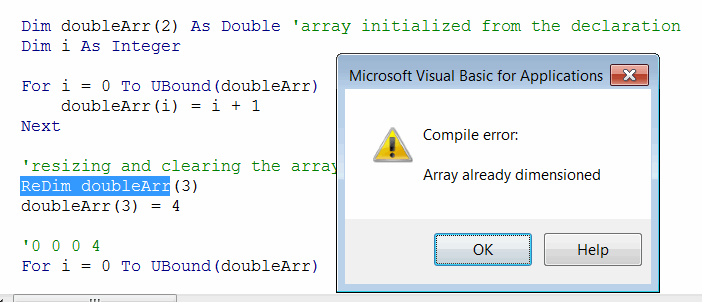 Dim doubleArr(2) As Double 'array initialized from the declaration
Dim i As Integer
For i = 0 To UBound(doubleArr)
doubleArr(i) = i + 1
Next
'resizing and clearing the array
ReDim doubleArr(3)
doubleArr(3) = 4
'0 0 0 4
For i = 0 To UBound(doubleArr)
Microsoft Visual Basic for Applications
Compile error:
Array already dimensioned
OK
Help